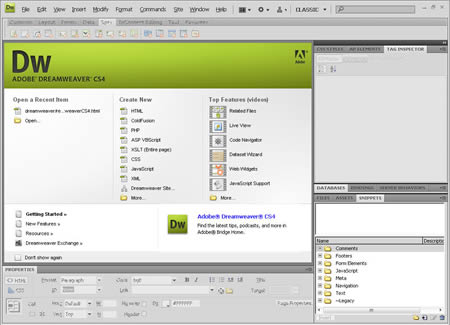 Dw File Edit View Insert Modify Format Commands Site Window Help CLASSIC
Common Layout Forms Data Spry InContext Editing Text Favorites
Dw
ADOBE® DREAMWEAVER® CS4
Adobe
Open a Recent Item
Open...
Create New
HTML
ColdFusion
PHP
ASP VBScript
XSLT (Entire page)
CSS
JavaScript
XML
Dreamweaver Site...
More...
Top Features (videos)
Related Files
Live View
Code Navigator
Dataset Wizard
Web Widgets
JavaScript Support
More...
Getting Started »
New Features »
Resources »
Dreamweaver Exchange »
Don't show again
Dw
Adobe® Dreamweaver® CS4
Find the latest tips, podcasts, and more in
Adobe® Bridge Home.
CSS STYLES AP ELEMENTS TAG INSPECTOR
DATABASES BINDINGS SERVER BEHAVIORS
FILES ASSETS SNIPPETS
Name Descriptio
Comments
Footers
Form Elements
JavaScript
Meta
Navigation
Text
~Legacy
PROPERTIES
HTML Format Paragraph Class Title
CSS ID Link Target
Cell Horz Default W No wrap Bg #FFFFFF Page Properties
Vert H Header